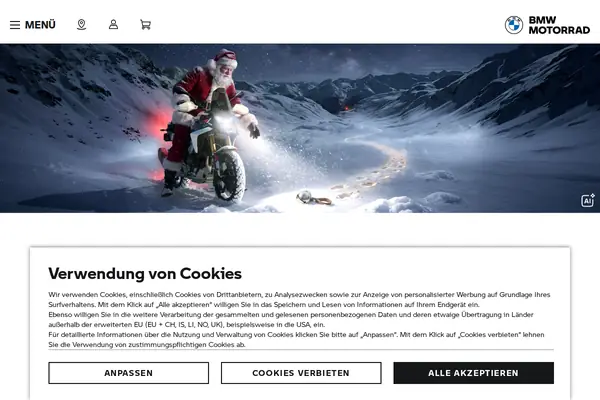 MENÜ
BMW
MOTORRAD
AI
Verwendung von Cookies
Wir verwenden Cookies, einschließlich Cookies von Drittanbietern, zu Analysezwecken sowie zur Anzeige von personalisierter Werbung auf Grundlage Ihres
Surfverhaltens. Mit dem Klick auf „Alle akzeptieren“ willigen Sie in das Speichern und Lesen von Informationen auf Ihrem Endgerät ein.
Ebenso willigen Sie in die weitere Verarbeitung der gesammelten und gelesenen personenbezogenen Daten und deren etwaige Übertragung in Länder
außerhalb der erweiterten EU (EU + CH, IS, LI, NO, UK), beispielsweise in die USA, ein.
Für detaillierte Informationen über die Nutzung und Verwaltung von Cookies klicken Sie bitte auf „Anpassen“. Mit dem Klick auf „Cookies verbieten“ lehnen
Sie die Verwendung von zustimmungspflichtigen Cookies ab.
ANPASSEN
COOKIES VERBIETEN
ALLE AKZEPTIEREN